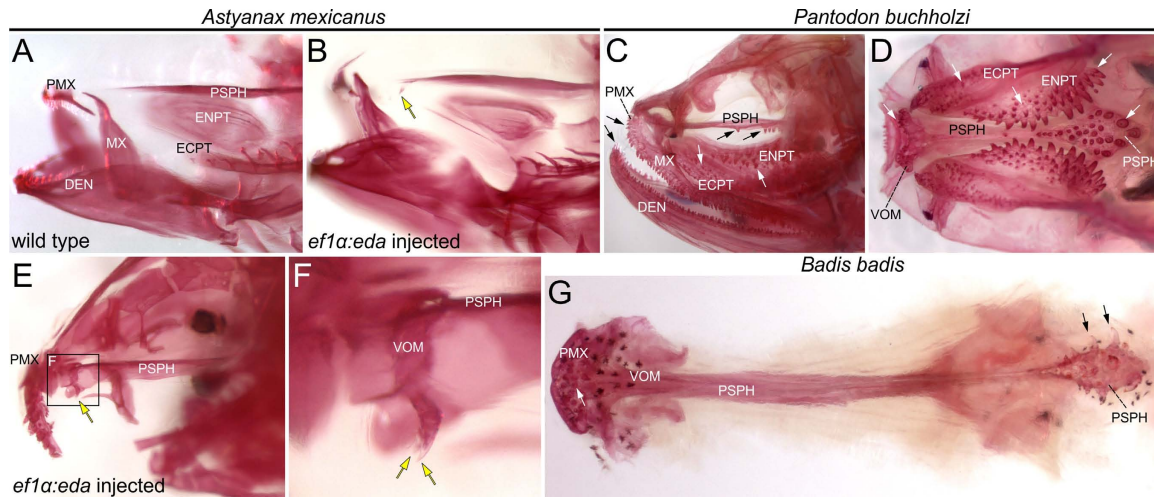 Astyanax mexicanus
Pantodon buchholzi
A
PMX
PSPH
ENPT
MX
ECPT
DEN
wild type
B
ef1α:eda injected
C
PMX
PSPH
MX
ENPT
ECPT
DEN
D
ECPT
ENPT
PSPH
PSPH
VOM
Badis badis
E
PMX
F
PSPH
ef1α:eda injected
F
PSPH
VOM
G
PMX
VOM
PSPH
PSPH